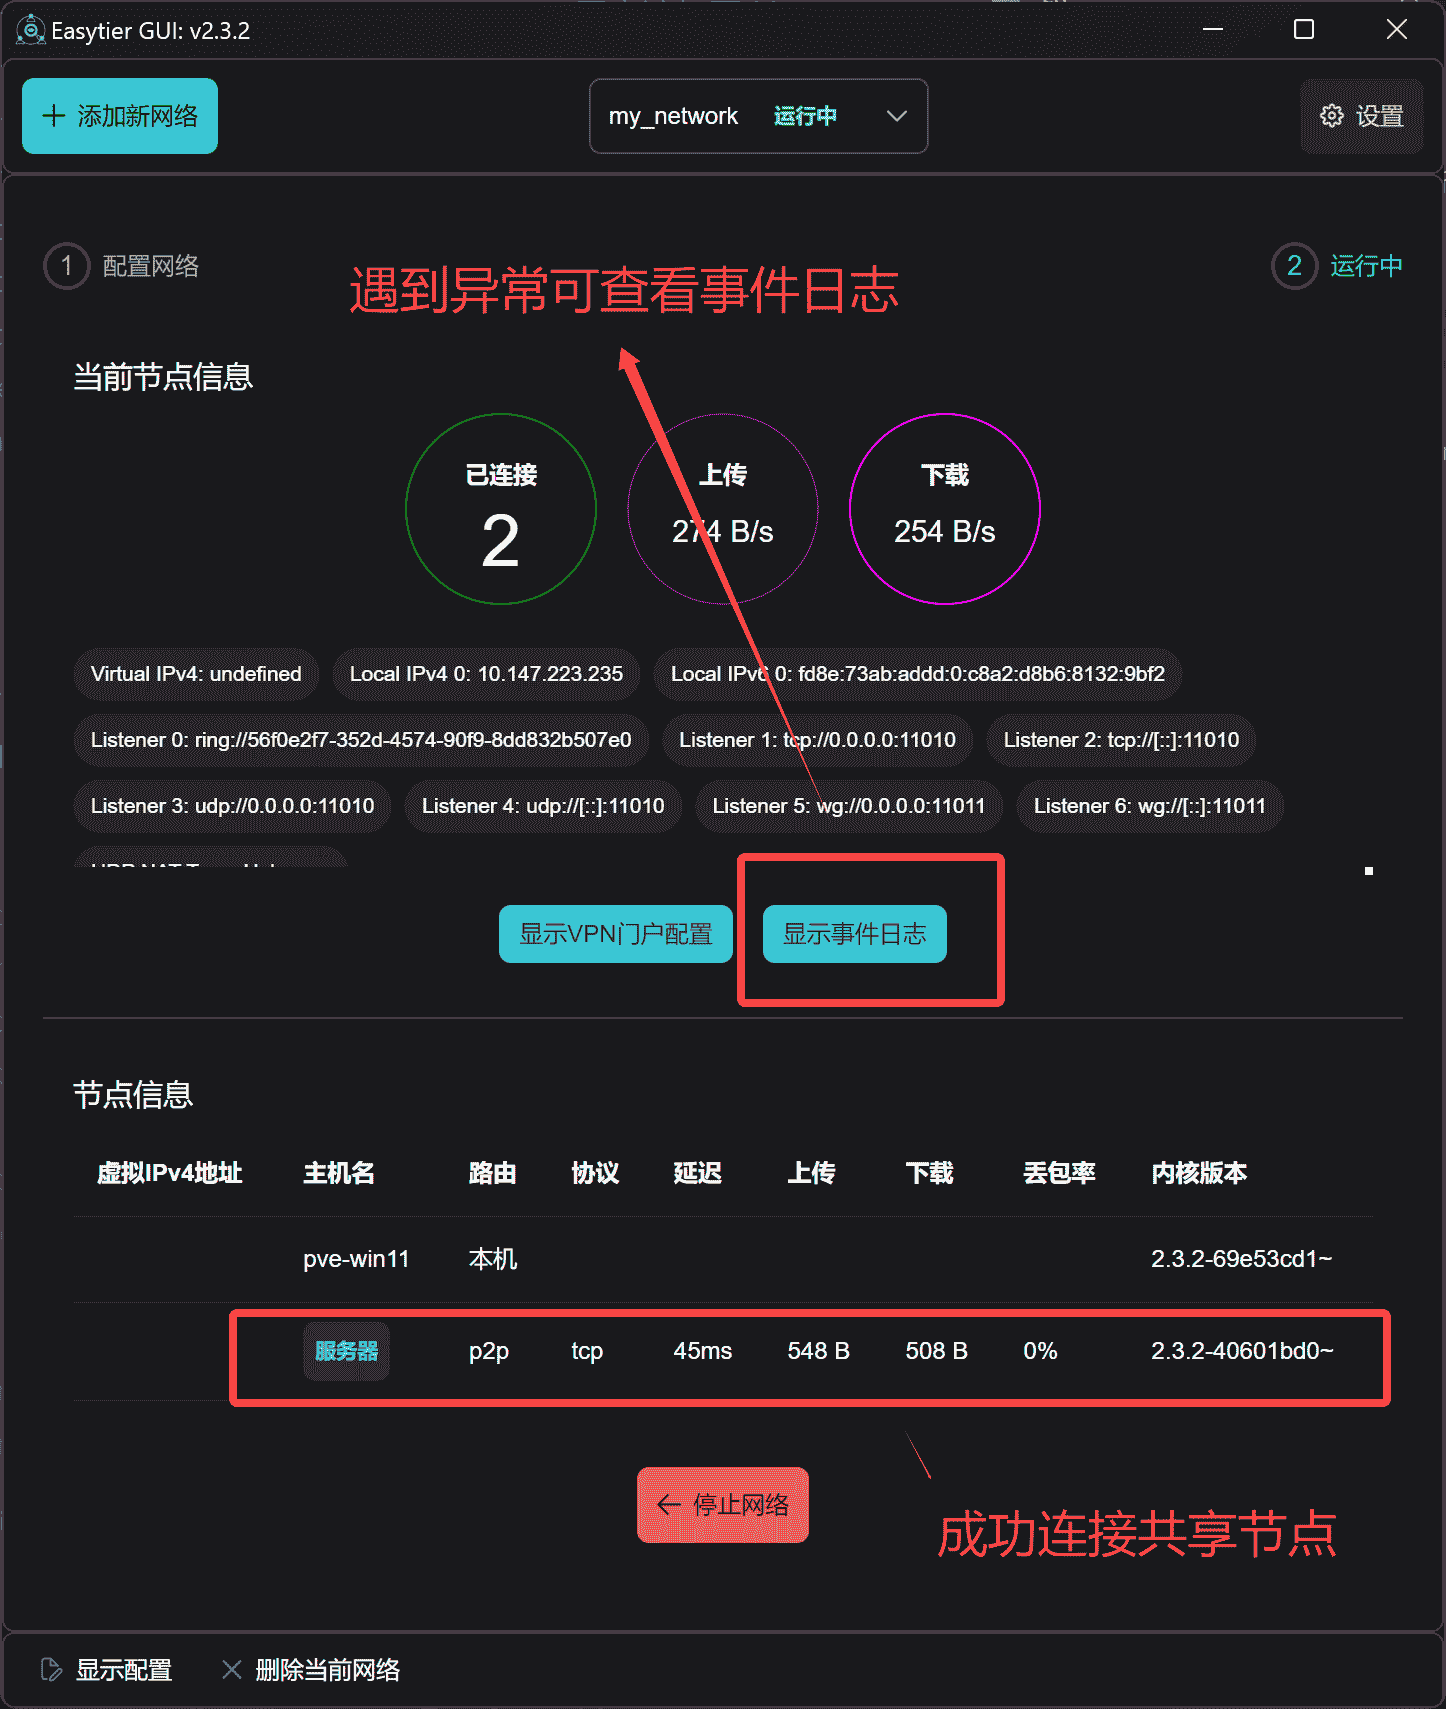 Easytier GUI: v2.3.2
添加新网络
my_network 运行中
设置
1 配置网络
2 运行中
遇到异常可查看事件日志
当前节点信息
已连接
2
上传
274 B/s
下载
254 B/s
Virtual IPv4: undefined
Local IPv4 0: 10.147.223.235
Local IPv6 0: fd8e:73ab:addd:0:c8a2:d8b6:8132:9bf2
Listener 0: ring://56f0e2f7-352d-4574-90f9-8dd832b507e0
Listener 1: tcp://0.0.0.0:11010
Listener 2: tcp://[::]:11010
Listener 3: udp://0.0.0.0:11010
Listener 4: udp://[::]:11010
Listener 5: wg://0.0.0.0:11011
Listener 6: wg://[::]:11011
显示VPN门户配置
显示事件日志
节点信息
虚拟IPv4地址 主机名 路由 协议 延迟 上传 下载 丢包率 内核版本
pve-win11 本机 2.3.2-69e53cd1~
服务器 p2p tcp 45ms 548 B 508 B 0% 2.3.2-40601bd0~
停止网络
成功连接共享节点
显示配置
删除当前网络